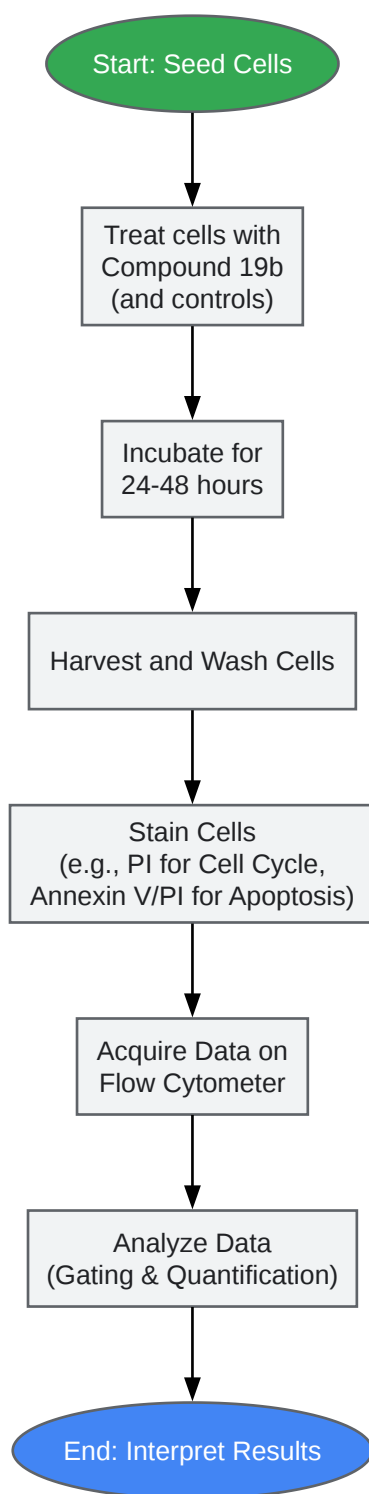 Start: Seed Cells
Treat cells with
Compound 19b
(and controls)
Incubate for
24-48 hours
Harvest and Wash Cells
Stain Cells
(e.g., PI for Cell Cycle,
Annexin V/PI for Apoptosis)
Acquire Data on
Flow Cytometer
Analyze Data
(Gating & Quantification)
End: Interpret Results